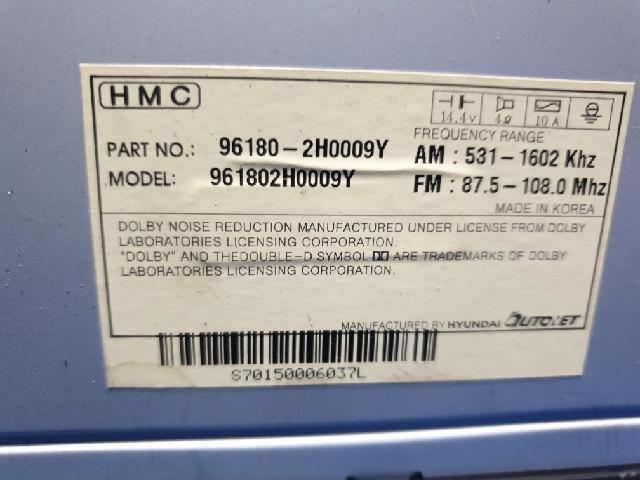 HMC
14.4V 4Ω 10A
PART NO.: 96180-2H0009Y
MODEL: 961802H0009Y
FREQUENCY RANGE
AM : 531-1602 Khz
FM : 87.5-108.0 Mhz
MADE IN KOREA
DOLBY NOISE REDUCTION MANUFACTURED UNDER LICENSE FROM DOLBY
LABORATORIES LICENSING CORPORATION.
"DOLBY" AND THEDOUBLE-D SYMBOL ARE TRADEMARKS OF DOLBY
LABORATORIES LICENSING CORPORATION.
MANUFACTURED BY HYUNDAI AUTONET
S70150006037L